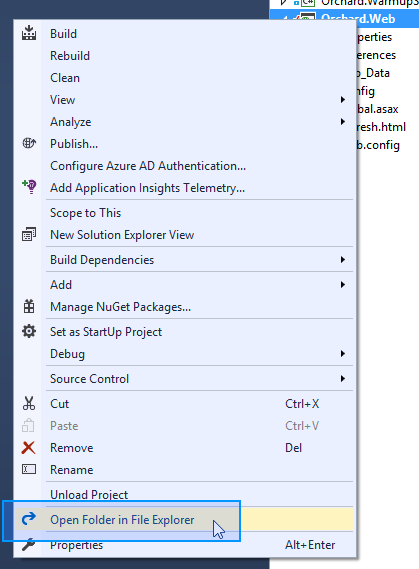 Orchard.Warmup
Orchard.Web
Build
Rebuild
perties
Clean
erences
View
_Data
Analyze
nfig
Publish...
bal.asax
Configure Azure AD Authentication...
resh.html
Add Application Insights Telemetry...
b.config
Scope to This
New Solution Explorer View
Build Dependencies
Add
Manage NuGet Packages...
Set as StartUp Project
Debug
Source Control
Cut Ctrl+X
Paste Ctrl+V
Remove Del
Rename
Unload Project
Open Folder in File Explorer
Properties Alt+Enter